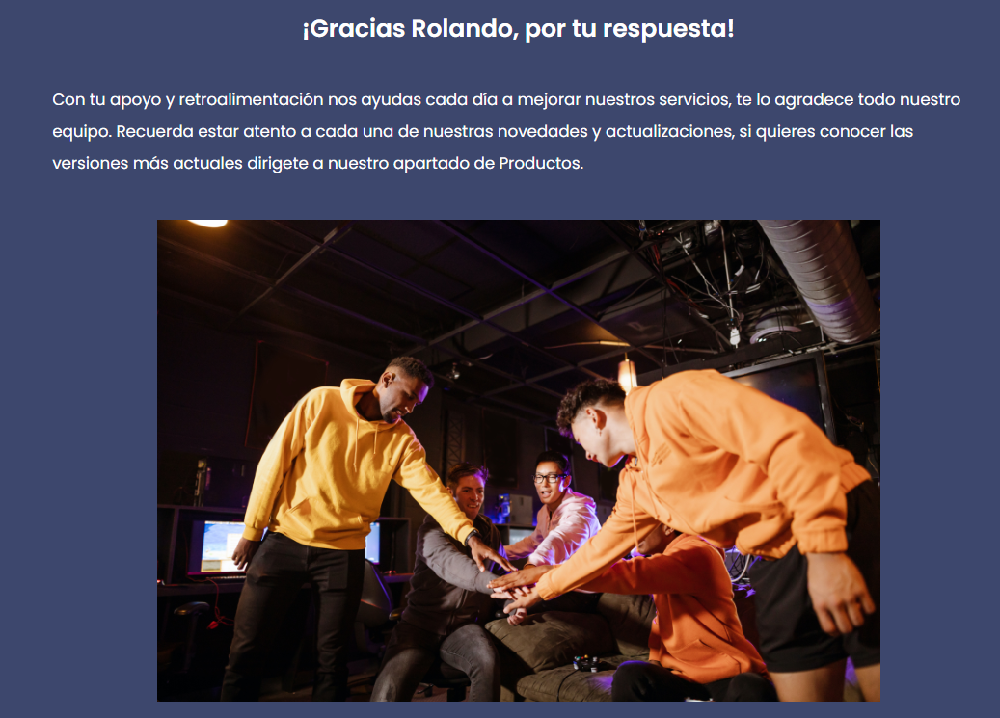 ¡Gracias Rolando, por tu respuesta!
Con tu apoyo y retroalimentación nos ayudas cada día a mejorar nuestros servicios, te lo agradece todo nuestro
equipo. Recuerda estar atento a cada una de nuestras novedades y actualizaciones, si quieres conocer las
versiones más actuales dirigete a nuestro apartado de Productos.